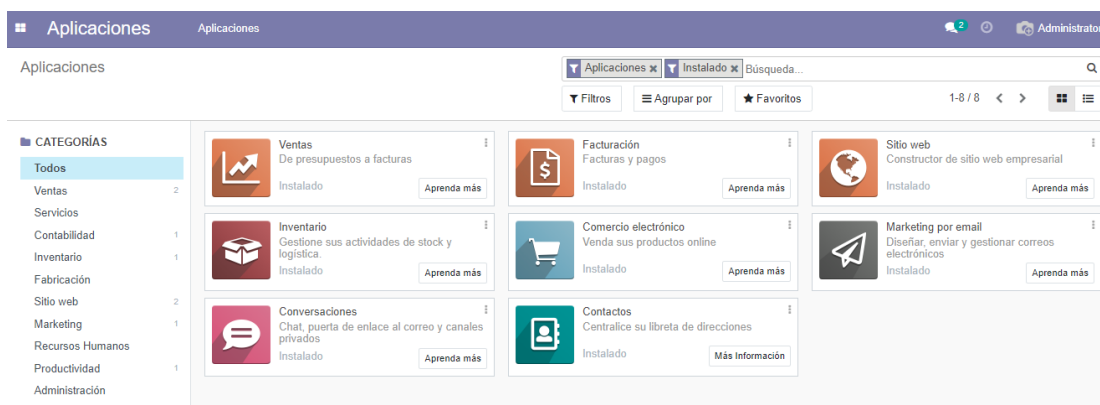 Aplicaciones Aplicaciones 2 Administrator
Aplicaciones Aplicaciones Instalado Búsqueda...
Filtros Agrupar por Favoritos 1-8 / 8
CATEGORÍAS
Todos
Ventas 2
Servicios
Contabilidad 1
Inventario 1
Fabricación
Sitio web 2
Marketing 1
Recursos Humanos
Productividad 1
Administración
Ventas
De presupuestos a facturas
Instalado Aprenda más
Facturación
Facturas y pagos
Instalado Aprenda más
Sitio web
Constructor de sitio web empresarial
Instalado Aprenda más
Inventario
Gestione sus actividades de stock y
logística.
Instalado Aprenda más
Comercio electrónico
Venda sus productos online
Instalado Aprenda más
Marketing por email
Diseñar, enviar y gestionar correos
electrónicos
Instalado Aprenda más
Conversaciones
Chat, puerta de enlace al correo y canales
privados
Instalado Aprenda más
Contactos
Centralice su libreta de direcciones
Instalado Más Información